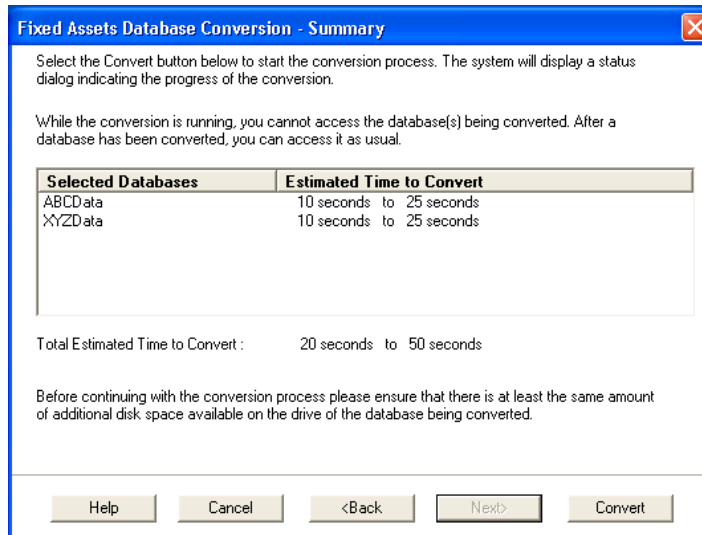 Fixed Assets Database Conversion - Summary
Select the Convert button below to start the conversion process. The system will display a status
dialog indicating the progress of the conversion.
While the conversion is running, you cannot access the database(s) being converted. After a
database has been converted, you can access it as usual.
Selected Databases Estimated Time to Convert
ABCData 10 seconds to 25 seconds
XYZData 10 seconds to 25 seconds
Total Estimated Time to Convert : 20 seconds to 50 seconds
Before continuing with the conversion process please ensure that there is at least the same amount
of additional disk space available on the drive of the database being converted.
Help Cancel <Back Next> Convert